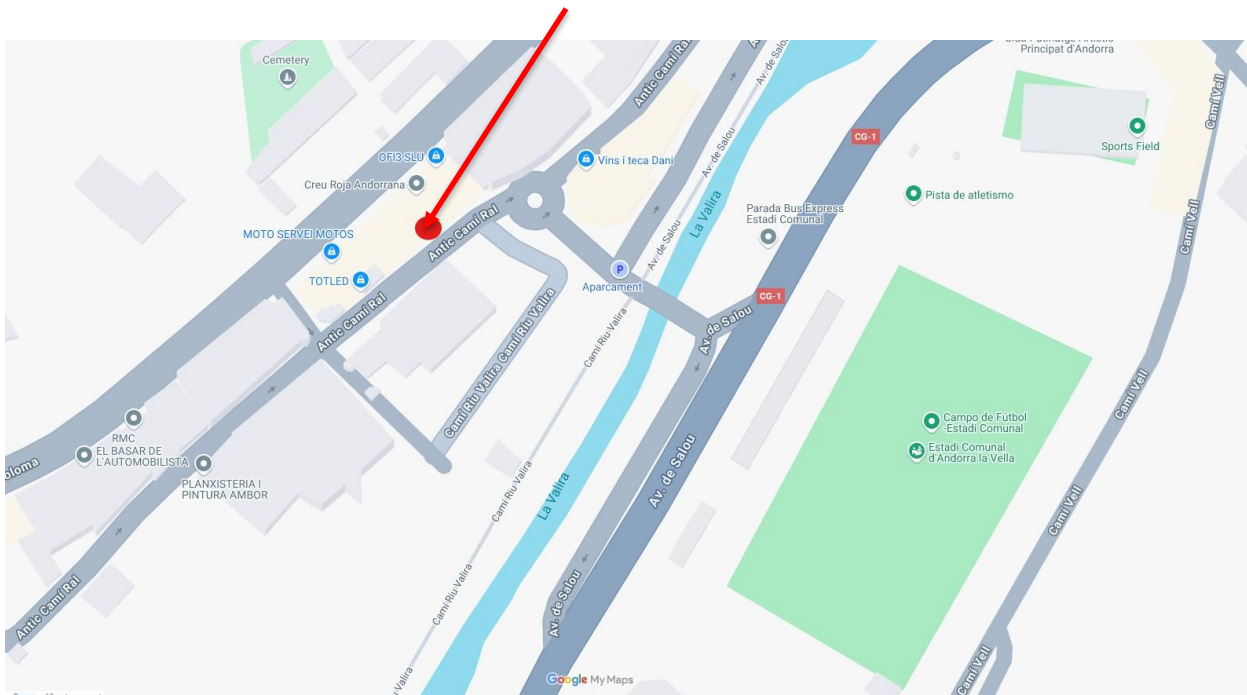 Principat d'Andorra
Cemetery
Antic Camí Ral
Av. de Salou
Camí Vell
CG-1
Sports Field
OFI3 SLU
Vins i teca Dani
Creu Roja Andorrana
Av. de Salou
Pista de atletismo
La Valira
Parada Bus Express
Estadi Comunal
Antic Camí Ral
MOTO SERVEI MOTOS
Av. de Salou
Camí Vell
TOTLED
Aparcament
P
CG-1
Antic Camí Ral
Av. de Salou
Camí Riu Valira
Camí Riu Valira Camí Riu Valira
Camí Vell
RMC
EL BASAR DE
L'AUTOMOBILISTA
Campo de Fútbol
-Estadi Comunal
Estadi Comunal
d'Andorra la Vella
oloma
PLANXISTERIA I
PINTURA AMBOR
Av. de Salou
Camí Riu Valira
La Valira
Camí Vell
Antic Camí Ral
Camí Riu Valira
Av. de Salou
Camí Vell
Valira
Google My Maps